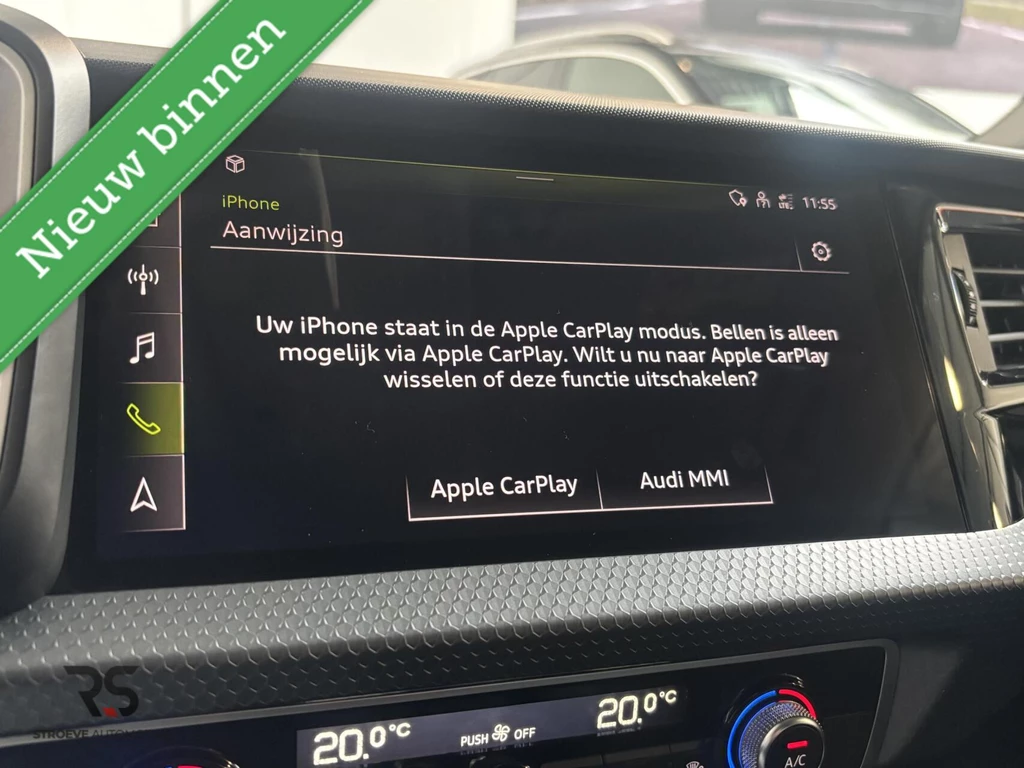 Nieuw binnen
iPhone
11:55
Aanwijzing
Uw iPhone staat in de Apple CarPlay modus. Bellen is alleen
mogelijk via Apple CarPlay. Wilt u nu naar Apple CarPlay
wisselen of deze functie uitschakelen?
Apple CarPlay
Audi MMI
RS
20.0°C
PUSH OFF
20.0°C
A/C